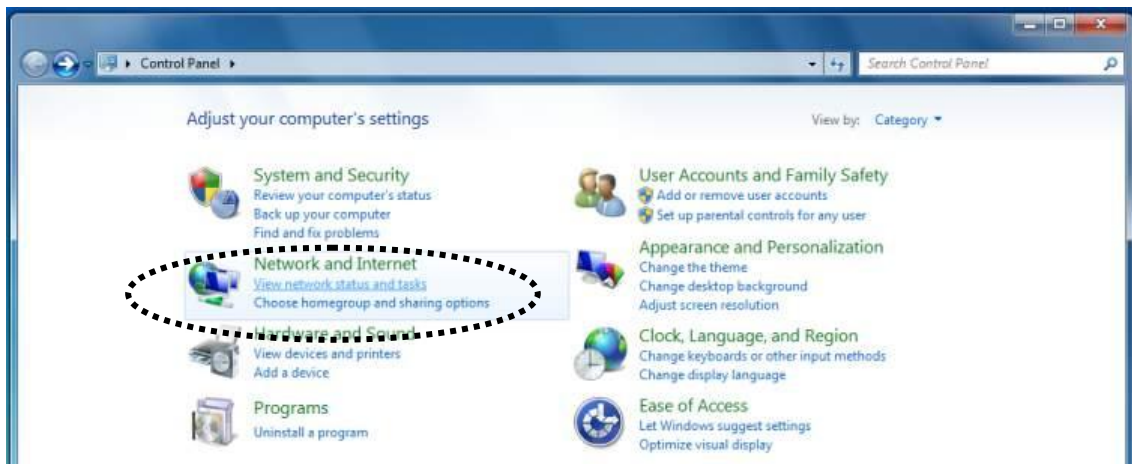 Control Panel
Search Control Panel
Adjust your computer's settings
View by: Category
System and Security
Review your computer's status
Back up your computer
Find and fix problems
Network and Internet
View network status and tasks
Choose homegroup and sharing options
Hardware and Sound
View devices and printers
Add a device
Programs
Uninstall a program
User Accounts and Family Safety
Add or remove user accounts
Set up parental controls for any user
Appearance and Personalization
Change the theme
Change desktop background
Adjust screen resolution
Clock, Language, and Region
Change keyboards or other input methods
Change display language
Ease of Access
Let Windows suggest settings
Optimize visual display